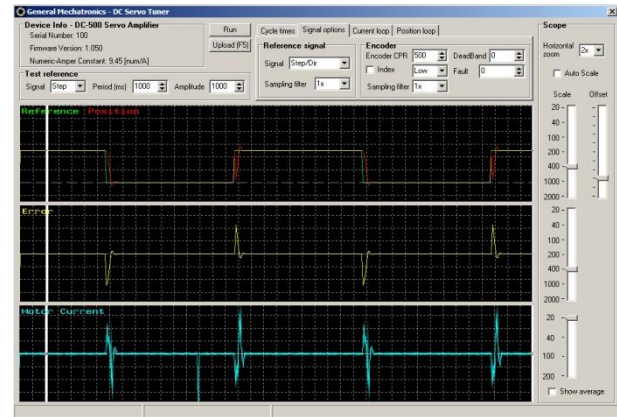 General Mechatronics - DC Servo Tuner
Device Info - DC-500 Servo Amplifier
Serial Number: 100
Firmware Version: 1.050
Numeric-Amper Constant: 9,45 [num/A]
Run
Upload (F5)
Test reference
Signal Step Period (ms) 1000 Amplitude 1000
Cycle times Signal options Current loop Position loop
Reference signal
Signal Step/Dir
Sampling filter 1x
Encoder
Encoder CPR 500 DeadBand 0
Index Low Fault 0
Sampling filter 1x
Scope
Horizontal zoom 2x
Auto Scale
Scale Offset
20
40
100
200
400
1000
2000
Reference Position
20
40
100
200
400
1000
2000
Error
20
40
100
200
Motor Current
Show average